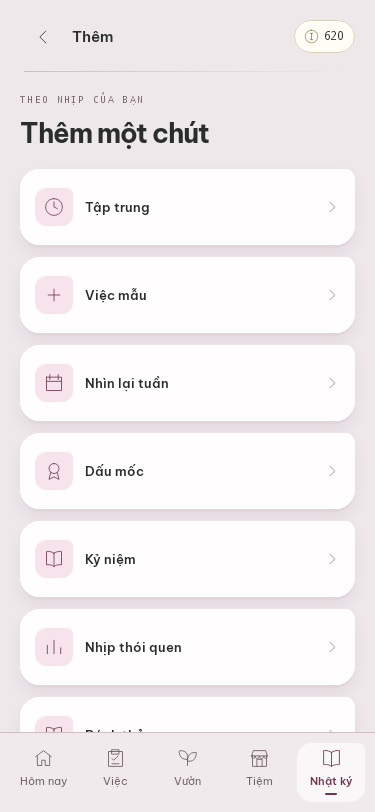 Thêm
620
THEO NHỊP CỦA BẠN
Thêm một chút
Tập trung
Việc mẫu
Nhìn lại tuần
Dấu mốc
Kỷ niệm
Nhịp thói quen
Hôm nay
Việc
Vườn
Tiệm
Nhật ký